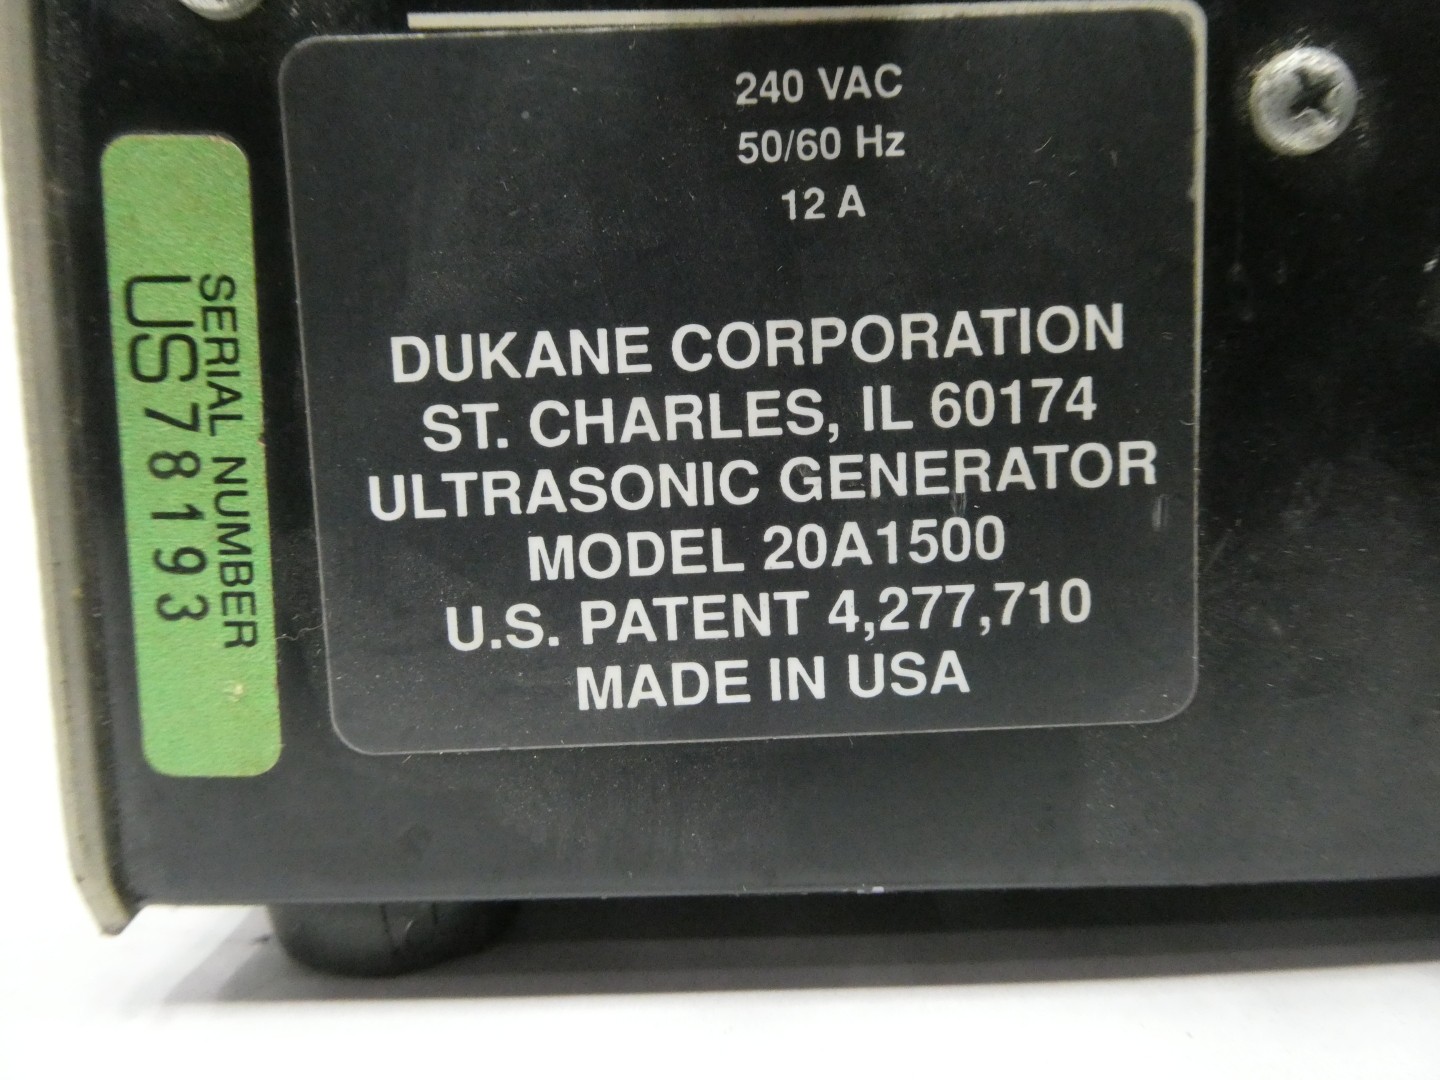 240 VAC
50/60 Hz
12 A
DUKANE CORPORATION
ST. CHARLES, IL 60174
ULTRASONIC GENERATOR
MODEL 20A1500
U.S. PATENT 4,277,710
MADE IN USA
SERIAL NUMBER
US78193